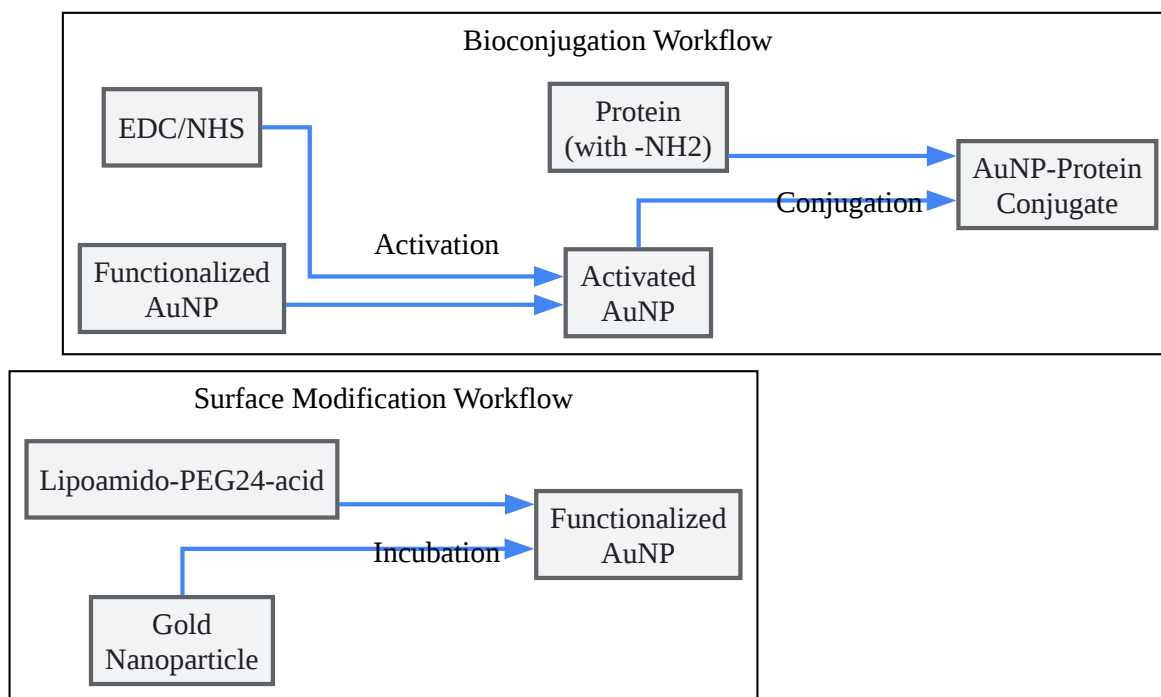 Bioconjugation Workflow
EDC/NHS
Protein
(with -NH2)
AuNP-Protein
Conjugate
Conjugation
Activation
Functionalized
AuNP
Activated
AuNP
Surface Modification Workflow
Lipoamido-PEG24-acid
Functionalized
AuNP
Incubation
Gold
Nanoparticle